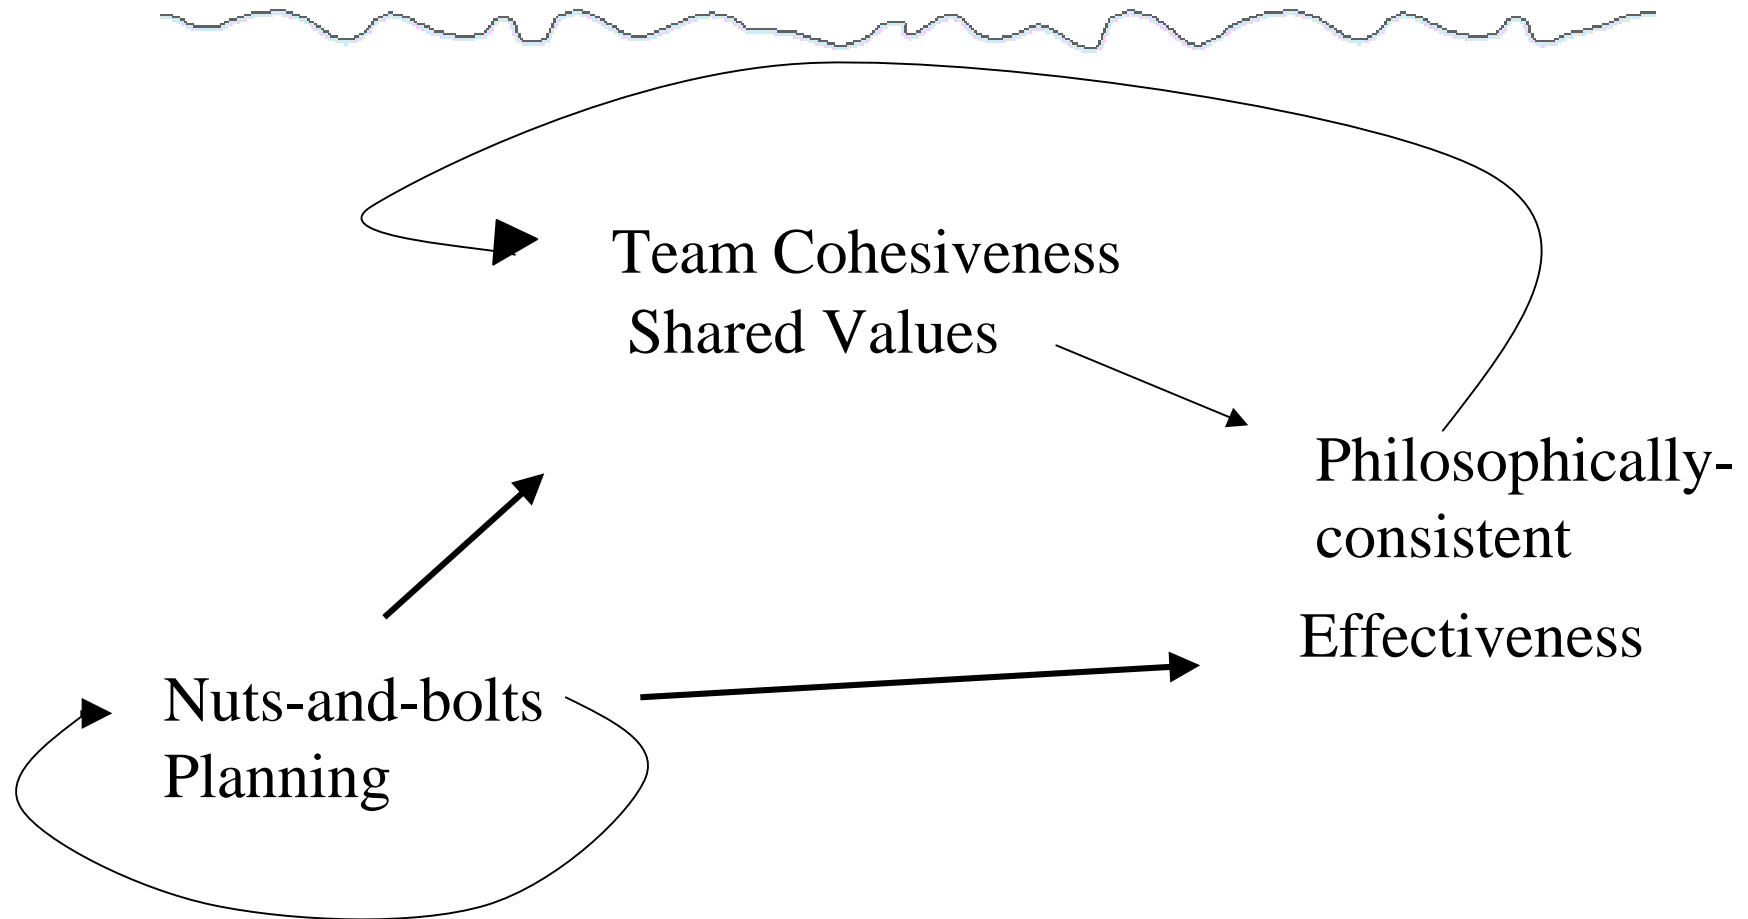 Team Cohesiveness
Shared Values
Philosophically-
consistent
Effectiveness
Nuts-and-bolts
Planning